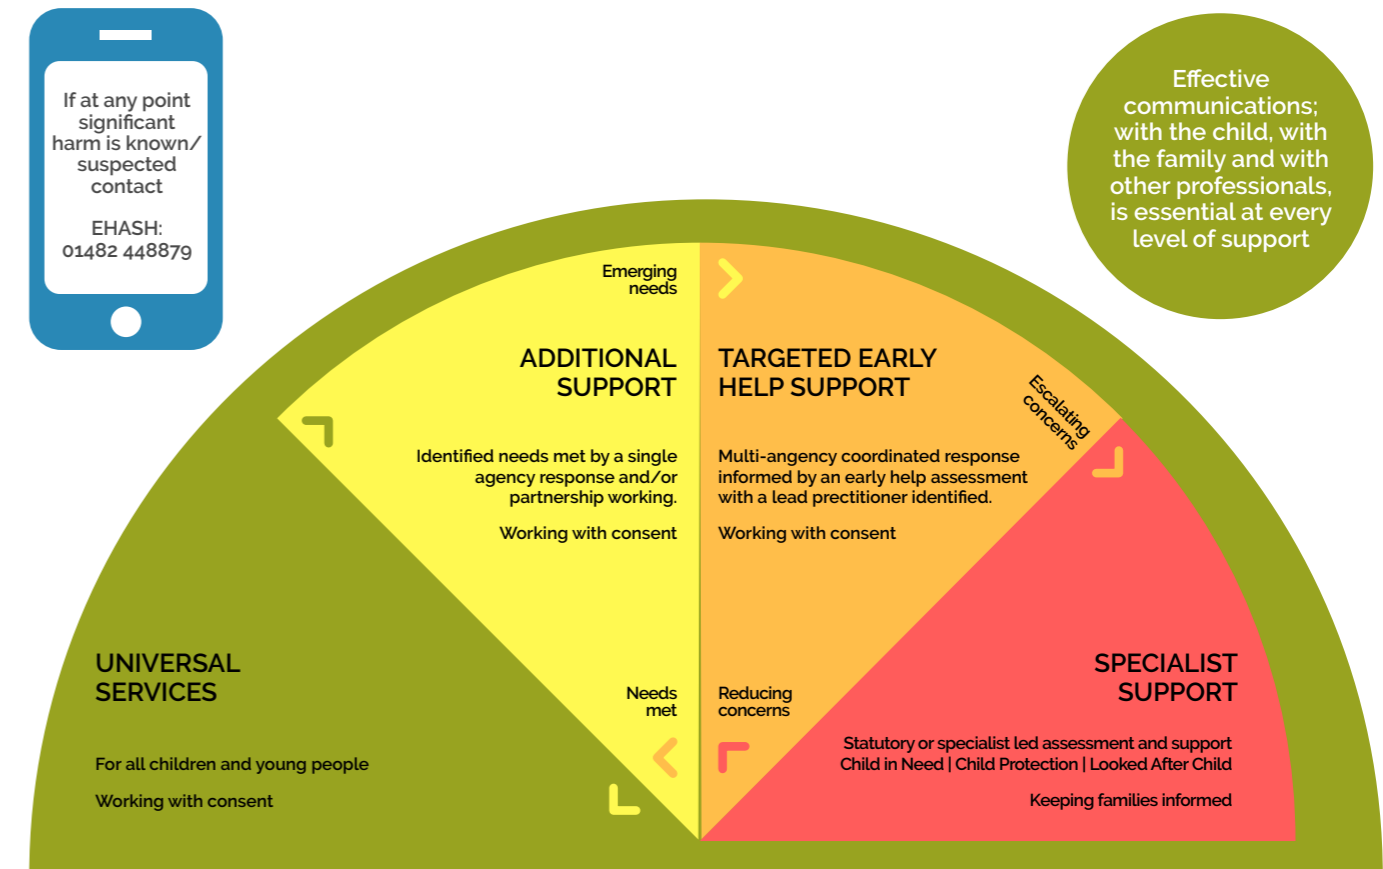 If at any point
significant
harm is known/
suspected
contact
EHASH:
01482 448879
Effective
communications;
with the child, with
the family and with
other professionals,
is essential at every
level of support
Emerging
needs
ADDITIONAL
SUPPORT
Identified needs met by a single
agency response and/or
partnership working.
Working with consent
Needs
met
TARGETED EARLY
HELP SUPPORT
Escalating
concerns
Multi-angency coordinated response
informed by an early help assessment
with a lead prectitioner identified.
Working with consent
Reducing
concerns
UNIVERSAL
SERVICES
For all children and young people
Working with consent
SPECIALIST
SUPPORT
Statutory or specialist led assessment and support
Child in Need | Child Protection | Looked After Child
Keeping families informed